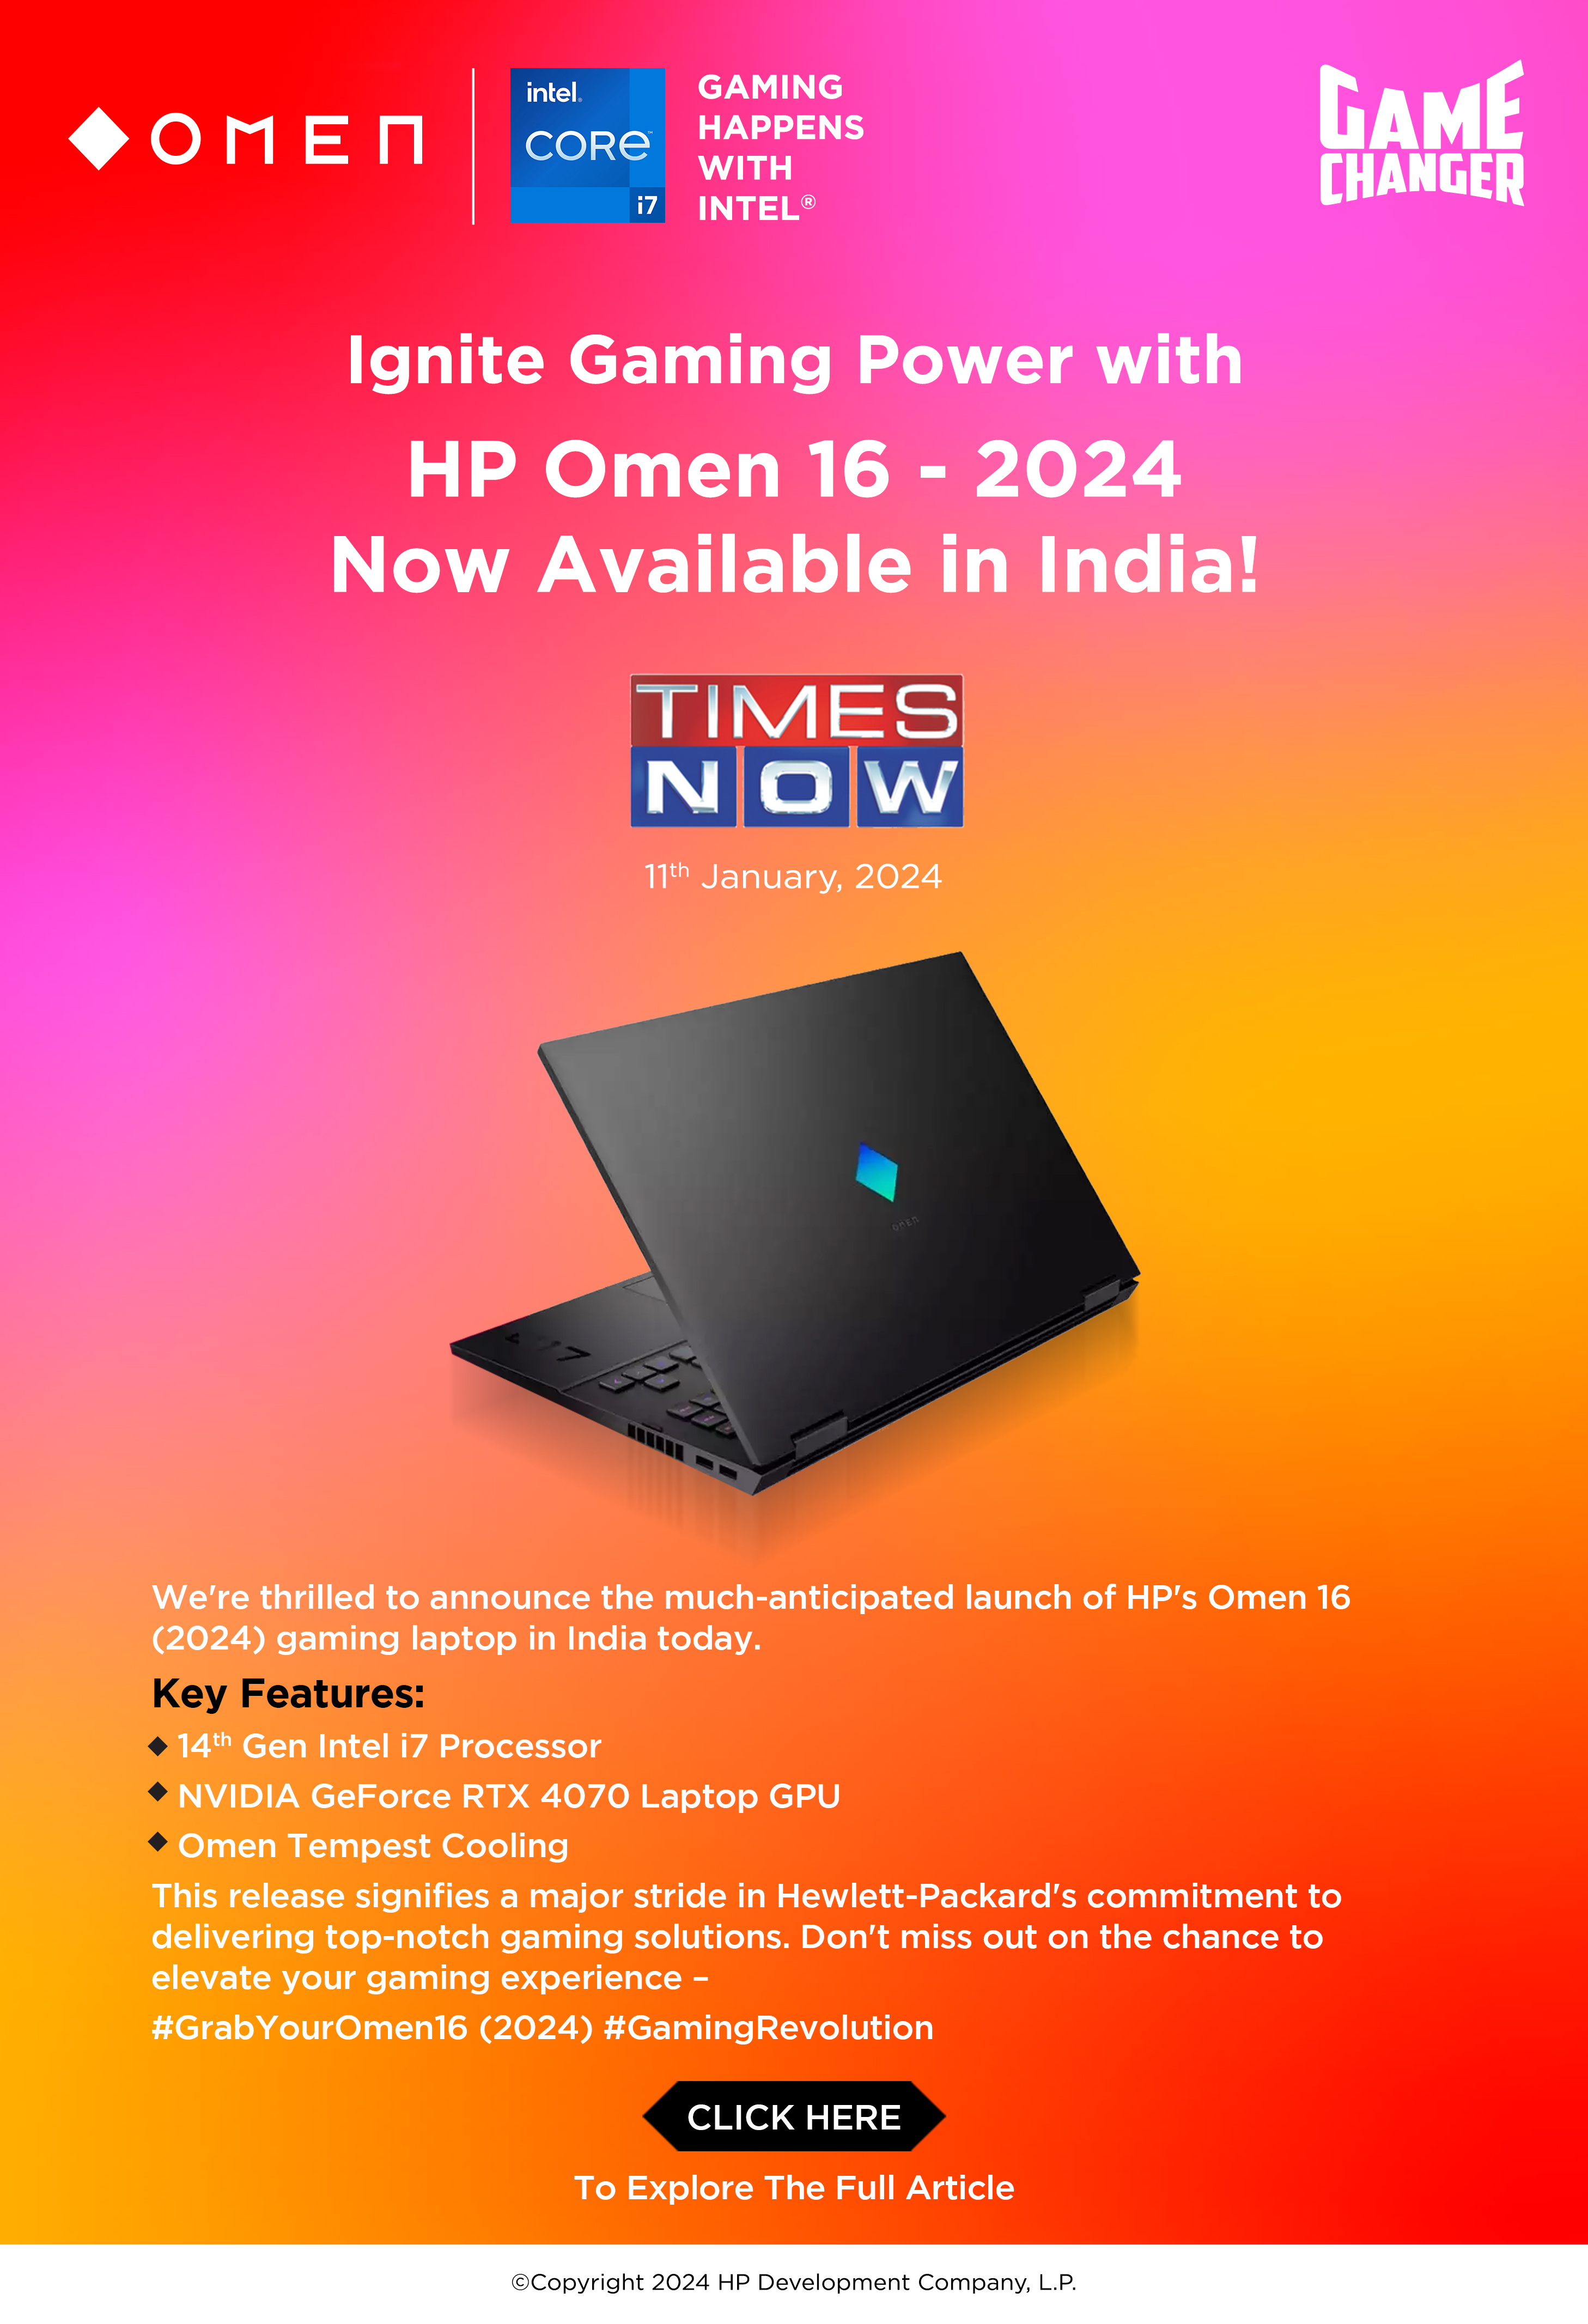 OMEN
intel.
CORE™
i7
GAMING
HAPPENS
WITH
INTEL®
GAME
CHANGER
Ignite Gaming Power with
HP Omen 16 - 2024
Now Available in India!
TIMES
NOW
11th January, 2024
OMEN
We're thrilled to announce the much-anticipated launch of HP's Omen 16
(2024) gaming laptop in India today.
Key Features:
14th Gen Intel i7 Processor
NVIDIA GeForce RTX 4070 Laptop GPU
Omen Tempest Cooling
This release signifies a major stride in Hewlett-Packard's commitment to
delivering top-notch gaming solutions. Don't miss out on the chance to
elevate your gaming experience –
#GrabYourOmen16 (2024) #GamingRevolution
CLICK HERE
To Explore The Full Article
©Copyright 2024 HP Development Company, L.P.